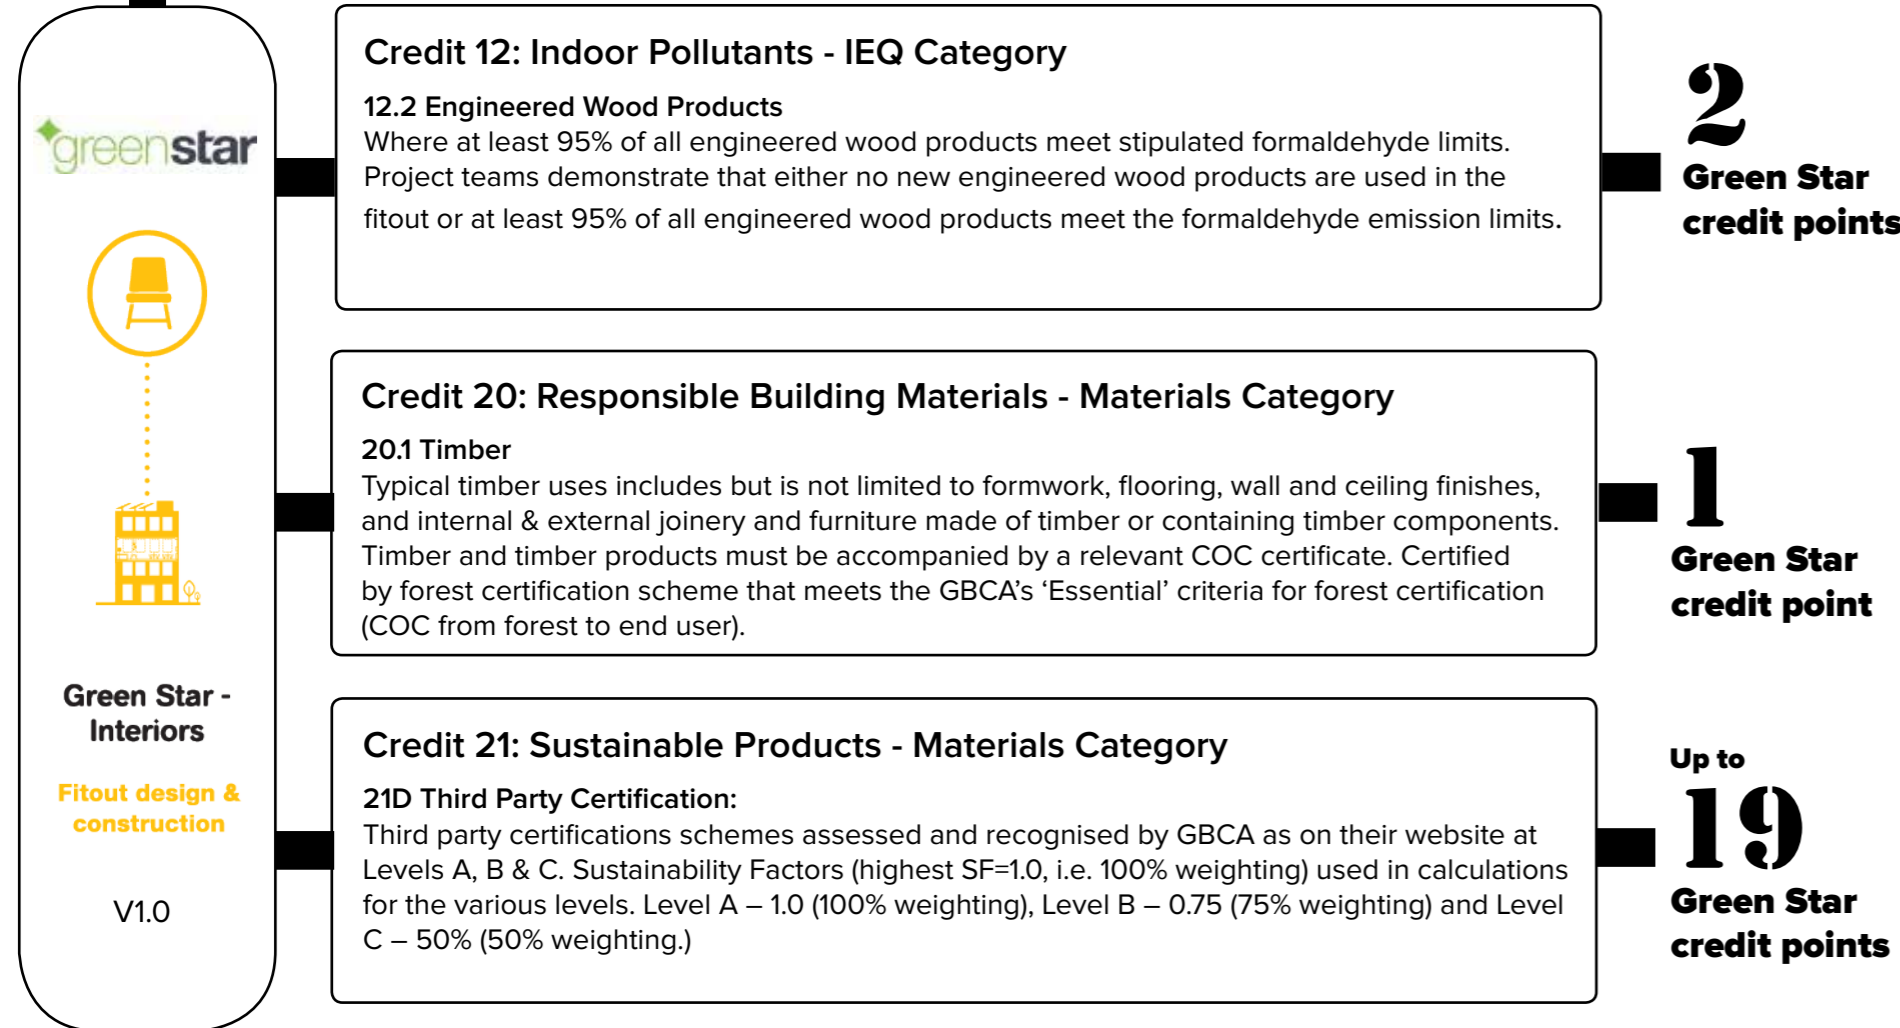 greenstar
Green Star -
Interiors
Fitout design &
construction
V1.0
Credit 12: Indoor Pollutants - IEQ Category
12.2 Engineered Wood Products
Where at least 95% of all engineered wood products meet stipulated formaldehyde limits.
Project teams demonstrate that either no new engineered wood products are used in the
fitout or at least 95% of all engineered wood products meet the formaldehyde emission limits.
2
Green Star
credit points
Credit 20: Responsible Building Materials - Materials Category
20.1 Timber
Typical timber uses includes but is not limited to formwork, flooring, wall and ceiling finishes,
and internal & external joinery and furniture made of timber or containing timber components.
Timber and timber products must be accompanied by a relevant COC certificate. Certified
by forest certification scheme that meets the GBCA's ‘Essential’ criteria for forest certification
(COC from forest to end user).
1
Green Star
credit point
Credit 21: Sustainable Products - Materials Category
21D Third Party Certification:
Third party certifications schemes assessed and recognised by GBCA as on their website at
Levels A, B & C. Sustainability Factors (highest SF=1.0, i.e. 100% weighting) used in calculations
for the various levels. Level A – 1.0 (100% weighting), Level B – 0.75 (75% weighting) and Level
C – 50% (50% weighting.)
Up to
19
Green Star
credit points